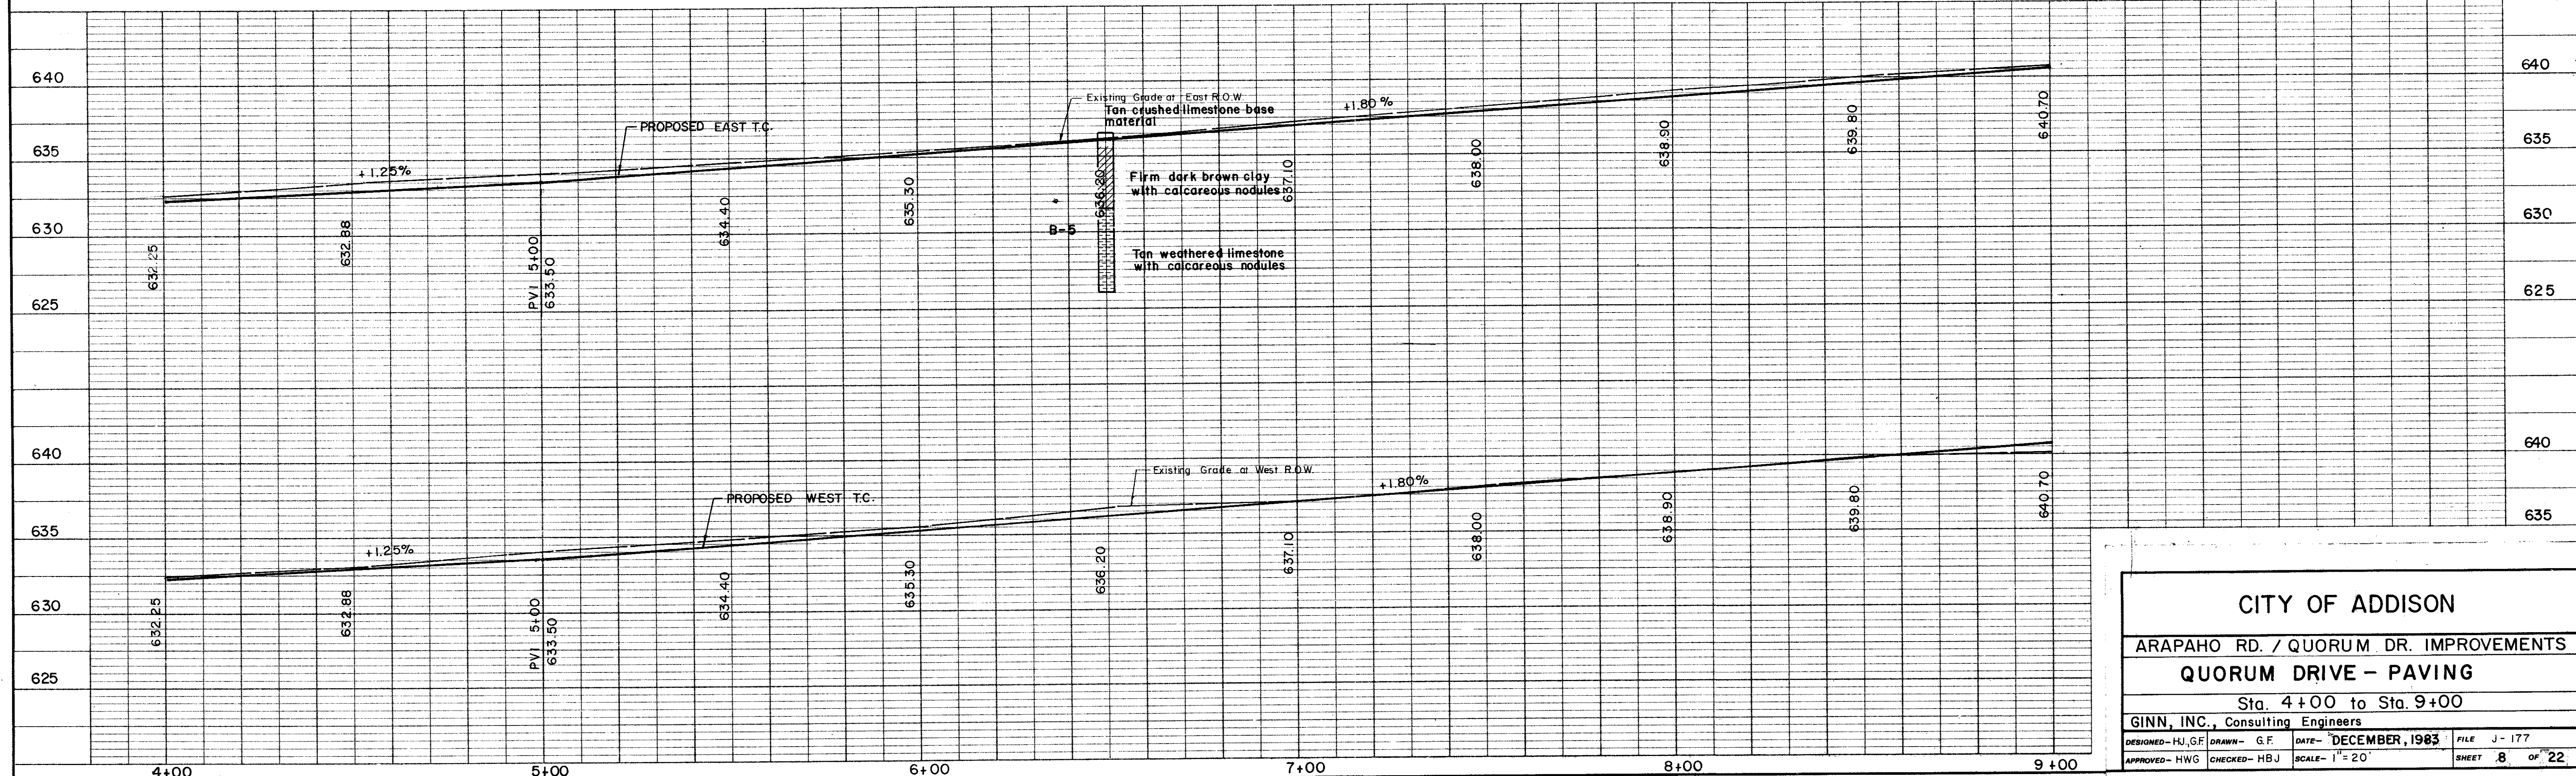 640
640
Existing Grade at East R.O.W.
Tan crushed limestone base
material
+1.80%
PROPOSED EAST T.C.
635
635
+1.25%
Firm dark brown clay
with calcareous nodules
B-5
630
630
Tan weathered limestone
with calcareous nodules
625
625
632.25
632.88
PVI 5+00
633.50
634.40
635.30
636.20
637.10
638.00
638.90
639.80
640.70
640
640
Existing Grade at West R.O.W.
+1.80%
PROPOSED WEST T.C.
635
635
+1.25%
630
625
632.25
632.88
PVI 5+00
633.50
634.40
635.30
636.20
637.10
638.00
638.90
639.80
640.70
4+00
5+00
6+00
7+00
8+00
9+00
CITY OF ADDISON
ARAPAHO RD. / QUORUM DR. IMPROVEMENTS
QUORUM DRIVE - PAVING
Sta. 4+00 to Sta. 9+00
GINN, INC., Consulting Engineers
DESIGNED- HJ,G.F. DRAWN- G.F. DATE- DECEMBER, 1983 FILE J-177
APPROVED- HWG CHECKED- HBJ SCALE- 1"=20' SHEET 8 OF 22